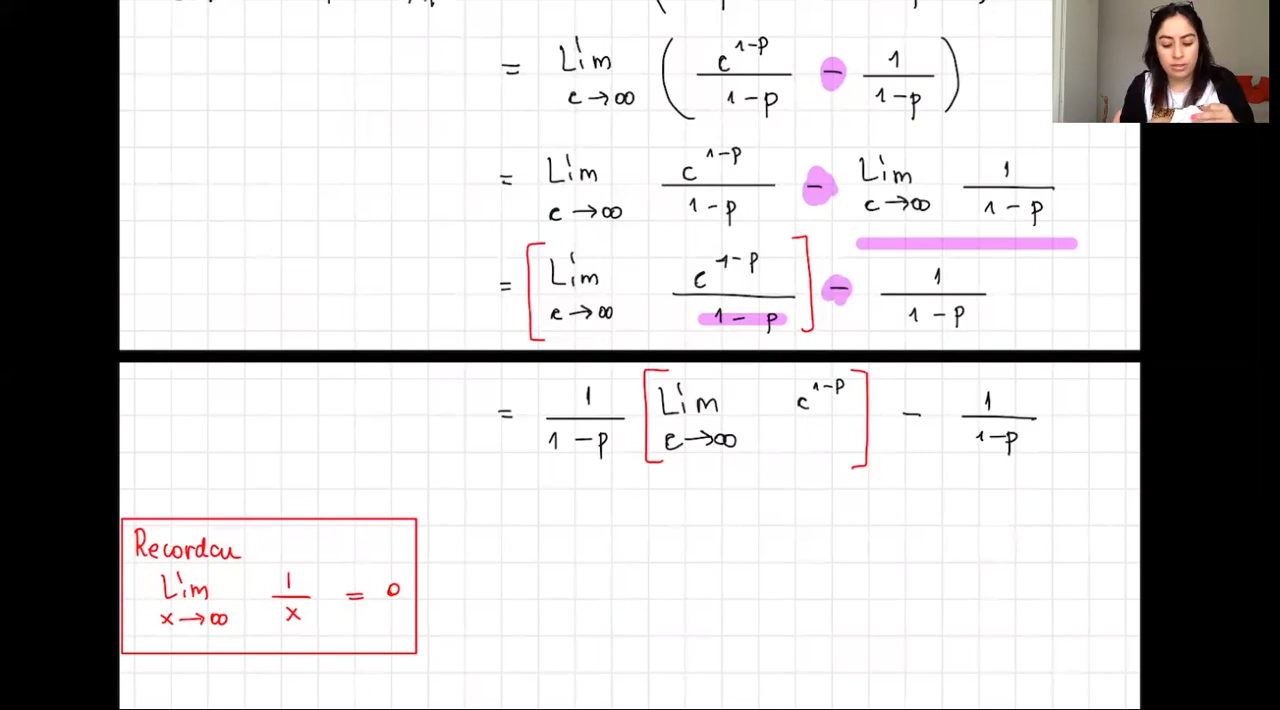 = Lim c→∞ ( c^(1-p) / (1-p) - 1 / (1-p) )
= Lim c→∞ c^(1-p) / (1-p) - Lim c→∞ 1 / (1-p)
= [ Lim c→∞ c^(1-p) / (1-p) ] - 1 / (1-p)
= 1 / (1-p) [ Lim c→∞ c^(1-p) ] - 1 / (1-p)
Recordar
Lim x→∞ 1 / x = 0